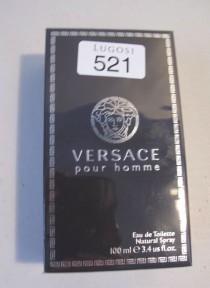 LUGOSI
521
VERSACE
pour homme
Eau de Toilette
Natural Spray
100 ml e 3.4 us fl.oz.